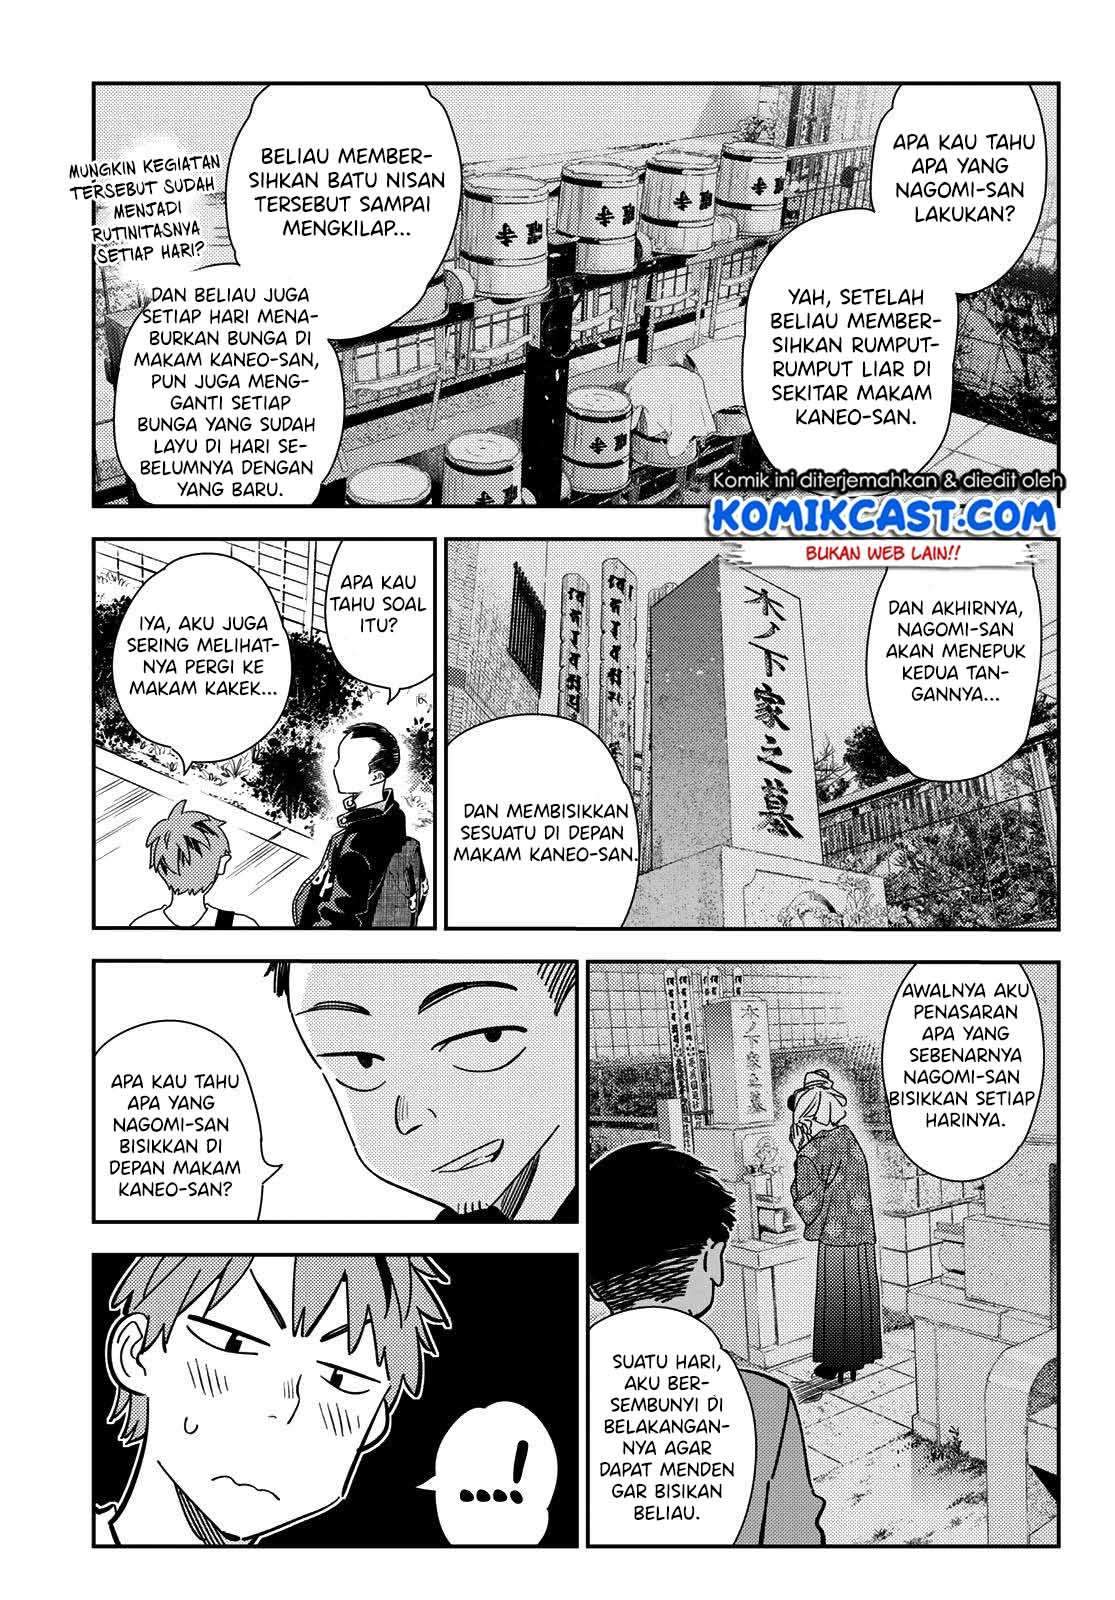 APA KAU TAHU
APA YANG
NAGOMI-SAN
LAKUKAN?
YAH, SETELAH
BELIAU MEMBER-
SIHKAN RUMPUT-
RUMPUT LIAR DI
SEKITAR MAKAM
KANEO-SAN.
BELIAU MEMBER-
SIHKAN BATU NISAN
TERSEBUT SAMPAI
MENGKILAP...
MUNGKIN KEGIATAN
TERSEBUT SUDAH
MENJADI
RUTINITASNYA
SETIAP HARI?
DAN BELIAU JUGA
SETIAP HARI MENA-
BURKAN BUNGA DI
MAKAM KANEO-SAN,
PUN JUGA MENG-
GANTI SETIAP
BUNGA YANG SUDAH
LAYU DI HARI SE-
BELUMNYA DENGAN
YANG BARU.
Komik ini diterjemahkan & diedit oleh
KOMIKCAST.COM
BUKAN WEB LAIN!!
DAN AKHIRNYA,
NAGOMI-SAN
AKAN MENEPUK
KEDUA TAN-
GANNYA...
木ノ下家之墓
DAN MEMBISIKKAN
SESUATU DI DEPAN
MAKAM KANEO-SAN.
APA KAU
TAHU SOAL
ITU?
IYA, AKU JUGA
SERING MELIHAT-
NYA PERGI KE
MAKAM KAKEK...
AWALNYA AKU
PENASARAN
APA YANG
SEBENARNYA
NAGOMI-SAN
BISIKKAN SETIAP
HARINYA.
木ノ下家之墓
SUATU HARI,
AKU BER-
SEMBUNYI DI
BELAKANGAN-
NYA AGAR
DAPAT MENDEN
GAR BISIKAN
BELIAU.
APA KAU TAHU
APA YANG
NAGOMI-SAN
BISIKKAN DI
DEPAN MAKAM
KANEO-SAN?
....!